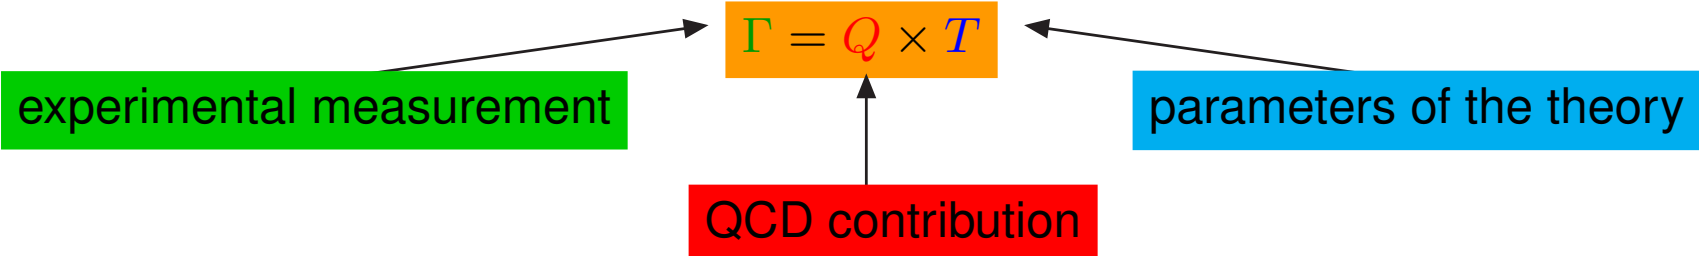 Γ = Q × T
experimental measurement
parameters of the theory
QCD contribution